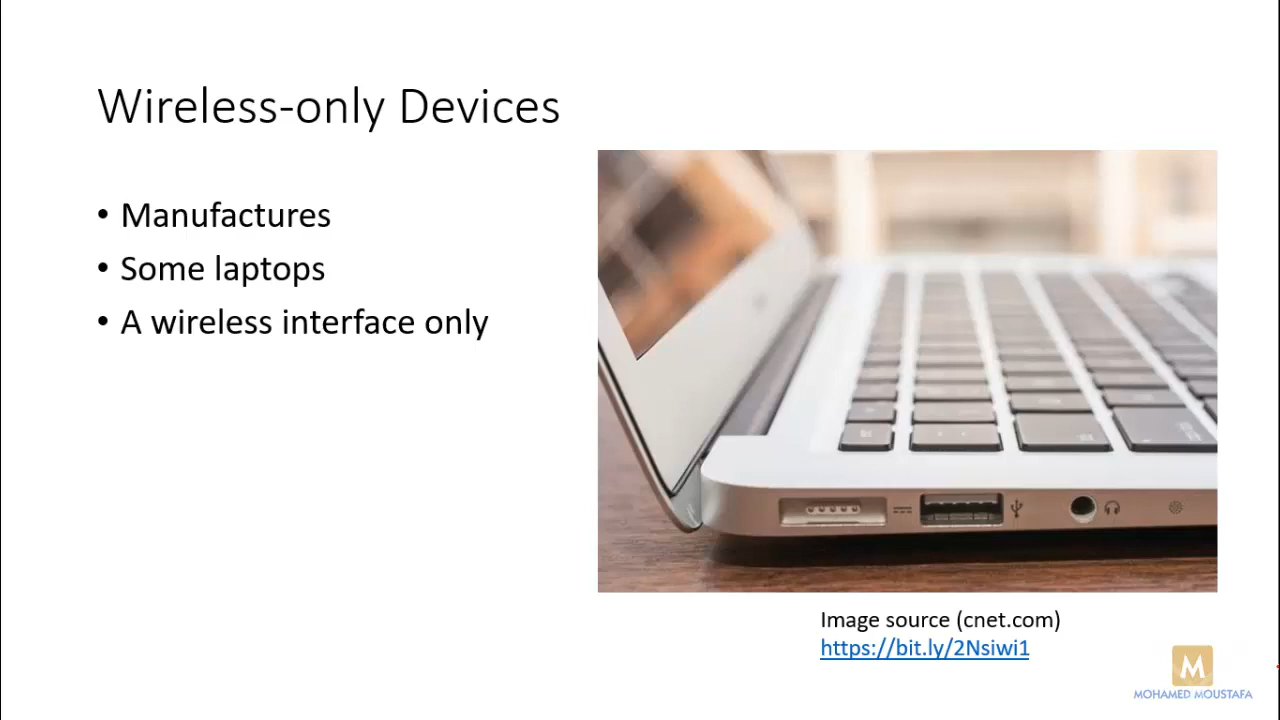 Wireless-only Devices
• Manufactures
• Some laptops
• A wireless interface only
Image source (cnet.com)
https://bit.ly/2Nsiwi1
M
MOHAMED MOUSTAFA